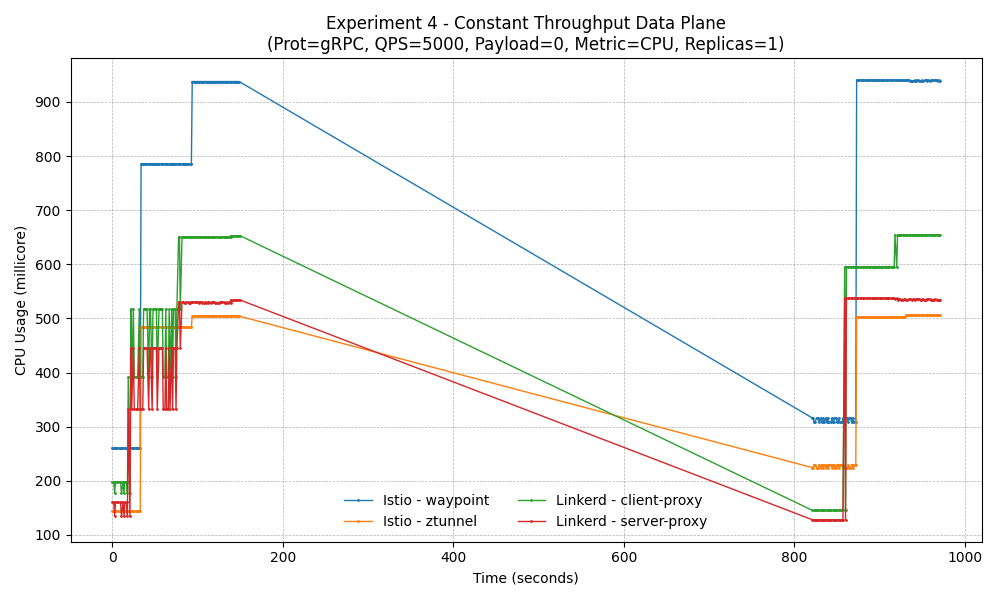 Experiment 4 - Constant Throughput Data Plane
(Prot=gRPC, QPS=5000, Payload=0, Metric=CPU, Replicas=1)
CPU Usage (millicore)
900
800
700
600
500
400
300
200
100
Istio - waypoint
Istio - ztunnel
Linkerd - client-proxy
Linkerd - server-proxy
0
200
400
600
800
1000
Time (seconds)